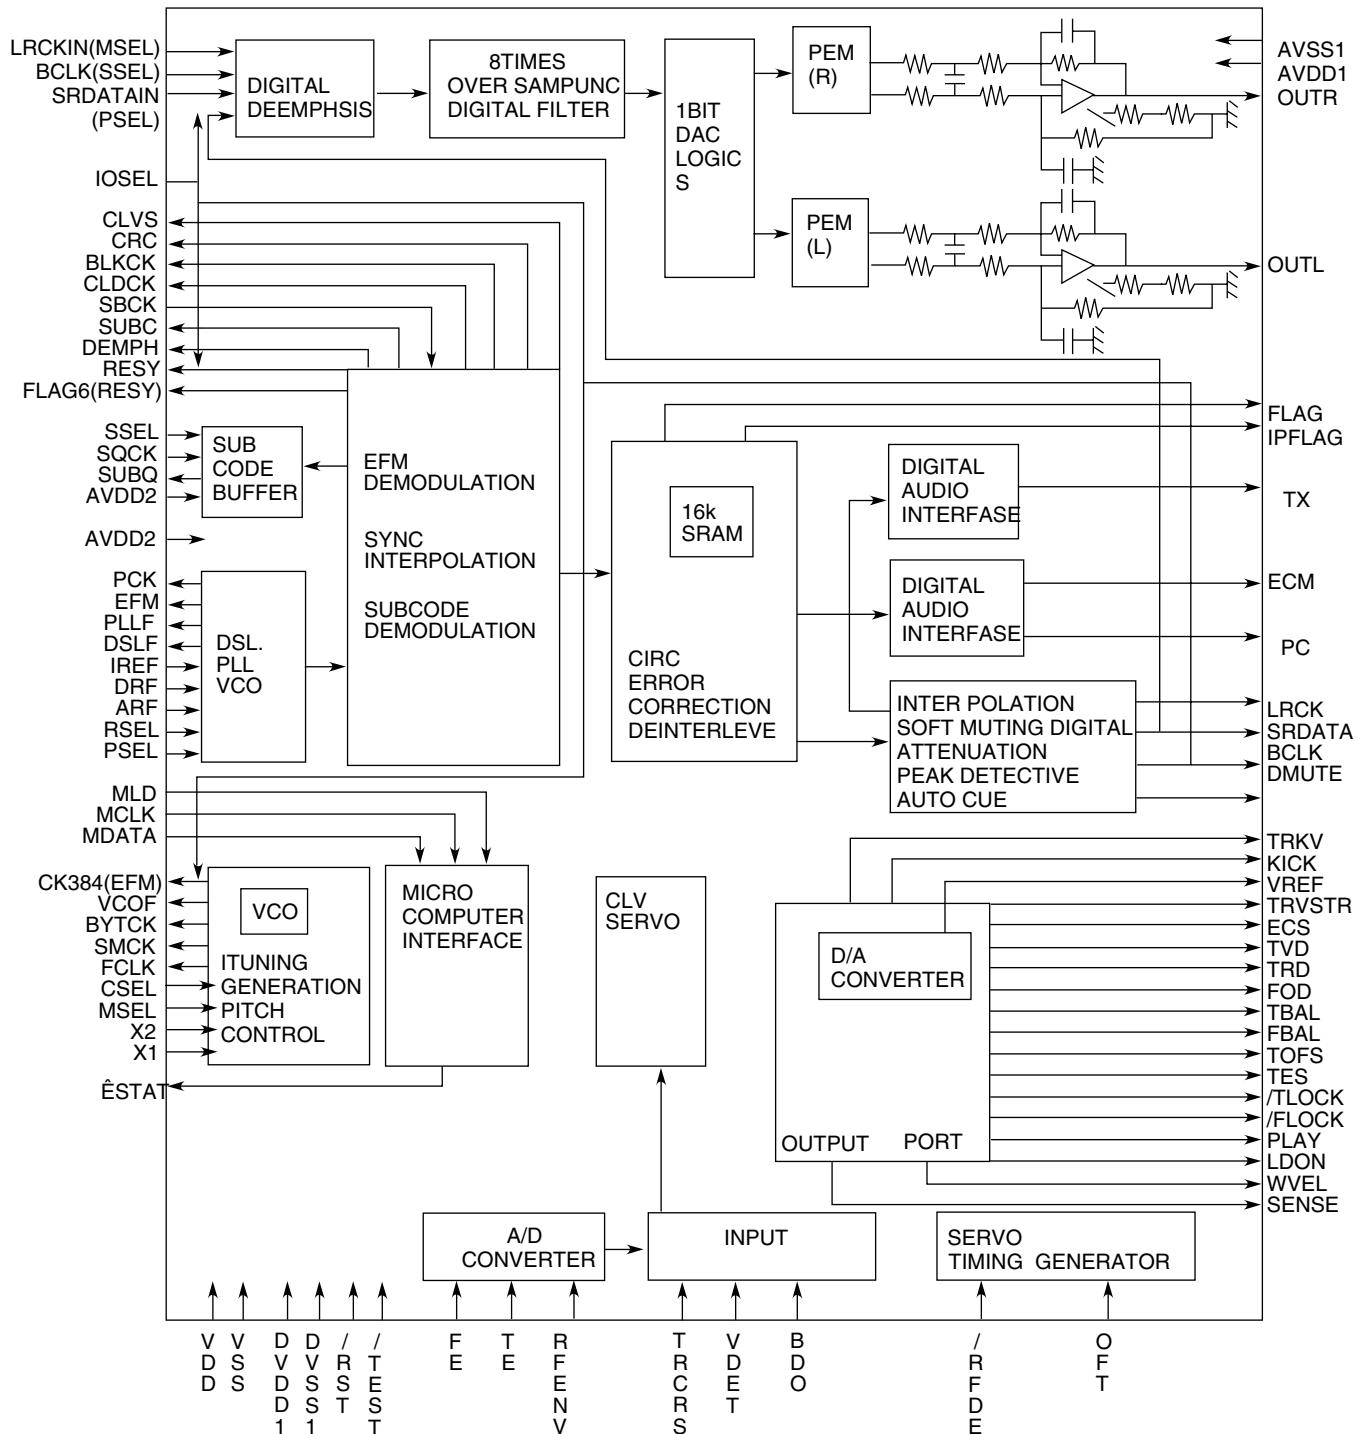 LRCKIN(MSEL)
BCLK(SSEL)
SRDATAIN
(PSEL)
IOSEL
CLVS
CRC
BLKCK
CLDCK
SBCK
SUBC
DEMPH
RESY
FLAG6(RESY)
SSEL
SQCK
SUBQ
AVDD2
AVDD2
PCK
EFM
PLLF
DSLF
IREF
DRF
ARF
RSEL
PSEL
MLD
MCLK
MDATA
CK384(EFM)
VCOF
BYTCK
SMCK
FCLK
CSEL
MSEL
X2
X1
ÊSTAT
DIGITAL
DEEMPHSIS
8TIMES
OVER SAMPUNC
DIGITAL FILTER
1BIT
DAC
LOGIC
S
PEM
(R)
PEM
(L)
AVSS1
AVDD1
OUTR
OUTL
SUB
CODE
BUFFER
EFM
DEMODULATION
SYNC
INTERPOLATION
SUBCODE
DEMODULATION
DSL.
PLL
VCO
16k
SRAM
CIRC
ERROR
CORRECTION
DEINTERLEVE
DIGITAL
AUDIO
INTERFASE
DIGITAL
AUDIO
INTERFASE
INTER POLATION
SOFT MUTING DIGITAL
ATTENUATION
PEAK DETECTIVE
AUTO CUE
FLAG
IPFLAG
TX
ECM
PC
LRCK
SRDATA
BCLK
DMUTE
VCO
ITUNING
GENERATION
PITCH
CONTROL
MICRO
COMPUTER
INTERFACE
CLV
SERVO
D/A
CONVERTER
OUTPUT PORT
TRKV
KICK
VREF
TRVSTR
ECS
TVD
TRD
FOD
TBAL
FBAL
TOFS
TES
/TLOCK
/FLOCK
PLAY
LDON
WVEL
SENSE
A/D
CONVERTER
INPUT
SERVO
TIMING GENERATOR
VDD
VSS
DVDD1
DVSS1
/RST
/TEST
FE
TE
RFENV
TRCRS
VDET
BDO
/RFDE
OFT